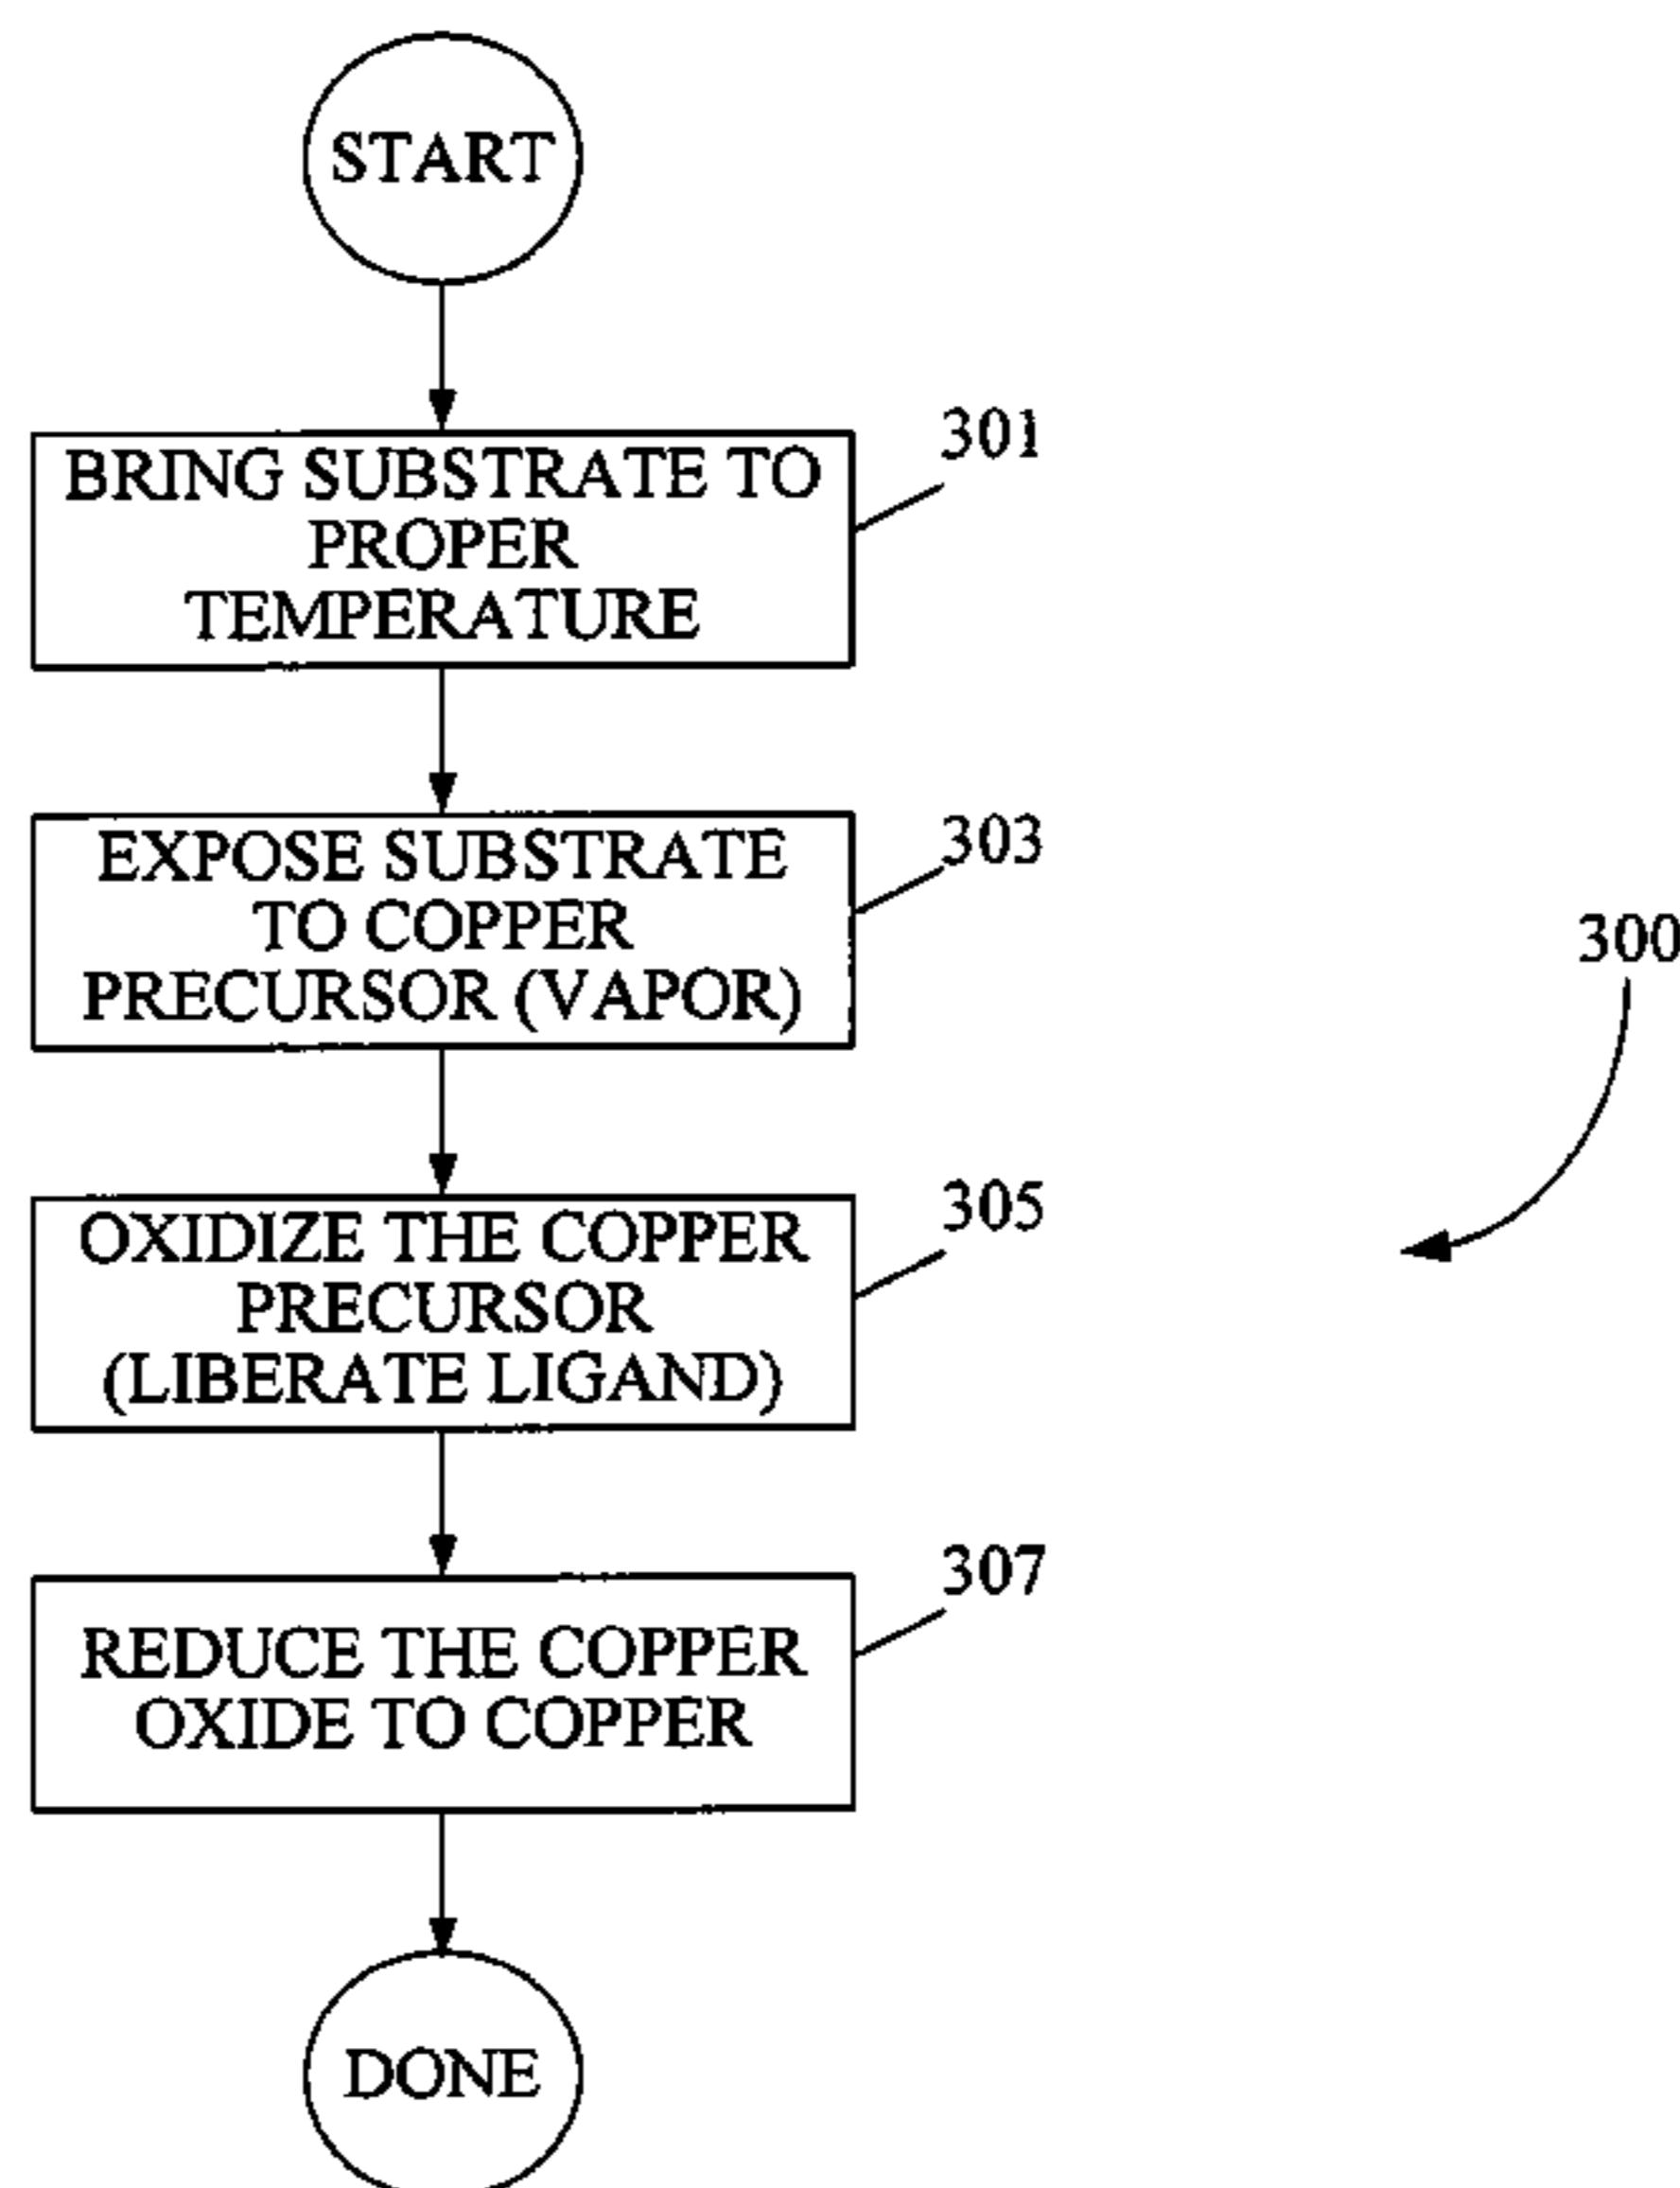 START
301
BRING SUBSTRATE TO
PROPER
TEMPERATURE
303
EXPOSE SUBSTRATE
TO COPPER
PRECURSOR (VAPOR)
300
305
OXIDIZE THE COPPER
PRECURSOR
(LIBERATE LIGAND)
307
REDUCE THE COPPER
OXIDE TO COPPER
DONE